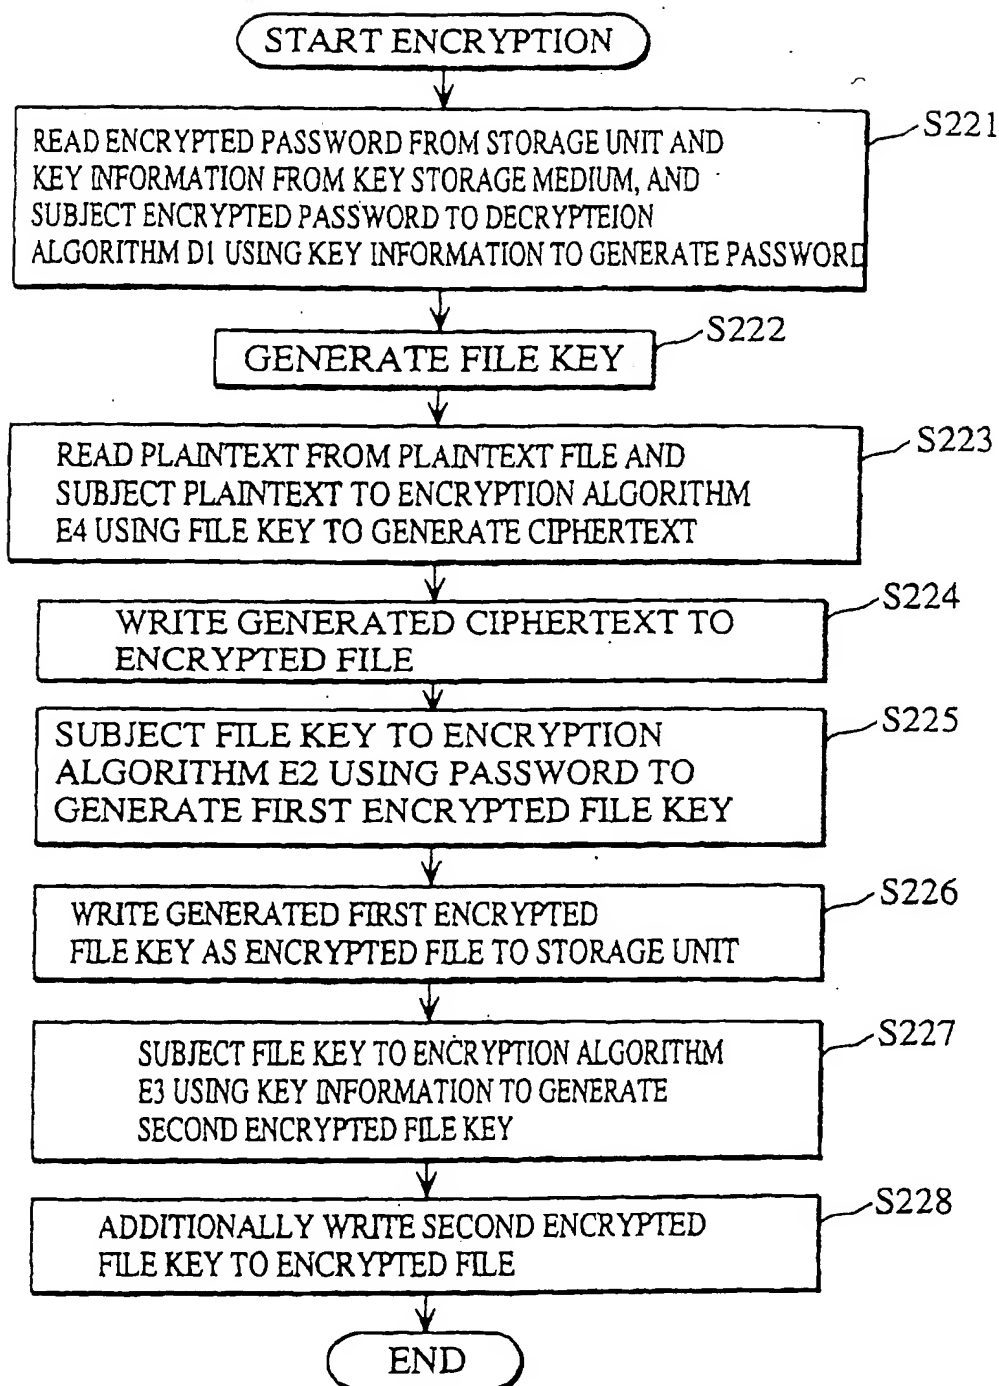 START ENCRYPTION
S221
READ ENCRYPTED PASSWORD FROM STORAGE UNIT AND
KEY INFORMATION FROM KEY STORAGE MEDIUM, AND
SUBJECT ENCRYPTED PASSWORD TO DECRYPTEION
ALGORITHM D1 USING KEY INFORMATION TO GENERATE PASSWORD
S222
GENERATE FILE KEY
S223
READ PLAINTEXT FROM PLAINTEXT FILE AND
SUBJECT PLAINTEXT TO ENCRYPTION ALGORITHM
E4 USING FILE KEY TO GENERATE CIPHERTEXT
S224
WRITE GENERATED CIPHERTEXT TO
ENCRYPTED FILE
S225
SUBJECT FILE KEY TO ENCRYPTION
ALGORITHM E2 USING PASSWORD TO
GENERATE FIRST ENCRYPTED FILE KEY
S226
WRITE GENERATED FIRST ENCRYPTED
FILE KEY AS ENCRYPTED FILE TO STORAGE UNIT
S227
SUBJECT FILE KEY TO ENCRYPTION ALGORITHM
E3 USING KEY INFORMATION TO GENERATE
SECOND ENCRYPTED FILE KEY
S228
ADDITIONALLY WRITE SECOND ENCRYPTED
FILE KEY TO ENCRYPTED FILE
END